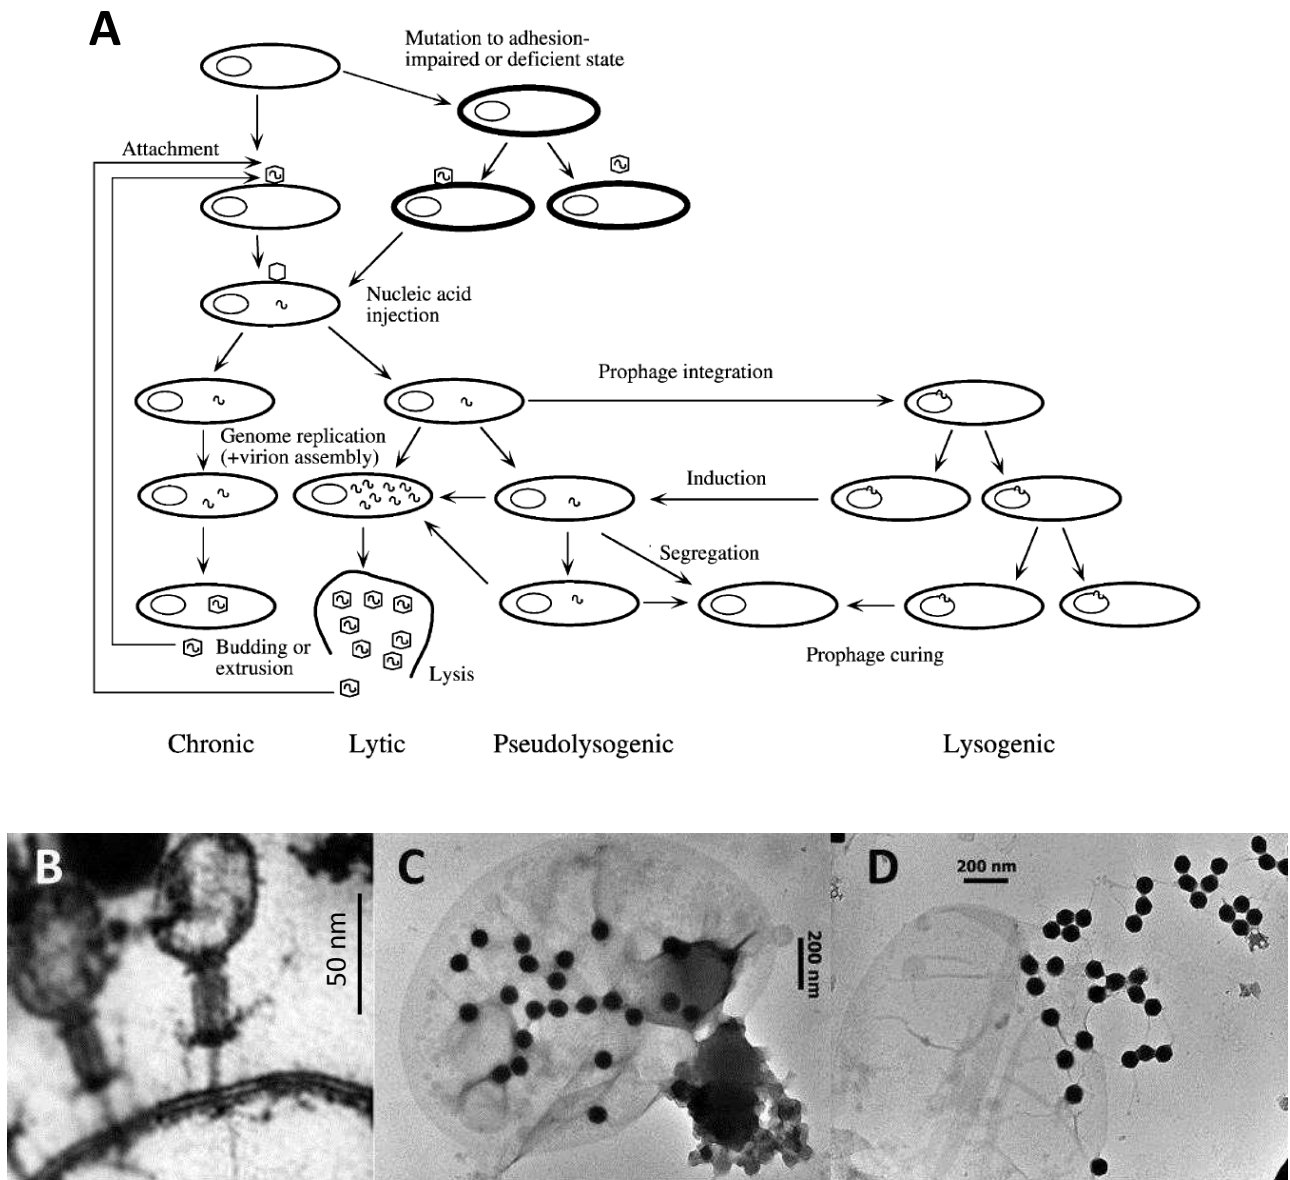 A
Mutation to adhesion-
impaired or deficient state
Attachment
Nucleic acid
injection
Prophage integration
Genome replication
(+virion assembly)
Induction
Segregation
Budding or
extrusion
Lysis
Prophage curing
Chronic
Lytic
Pseudolysogenic
Lysogenic
B
50 nm
C
200 nm
D
200 nm